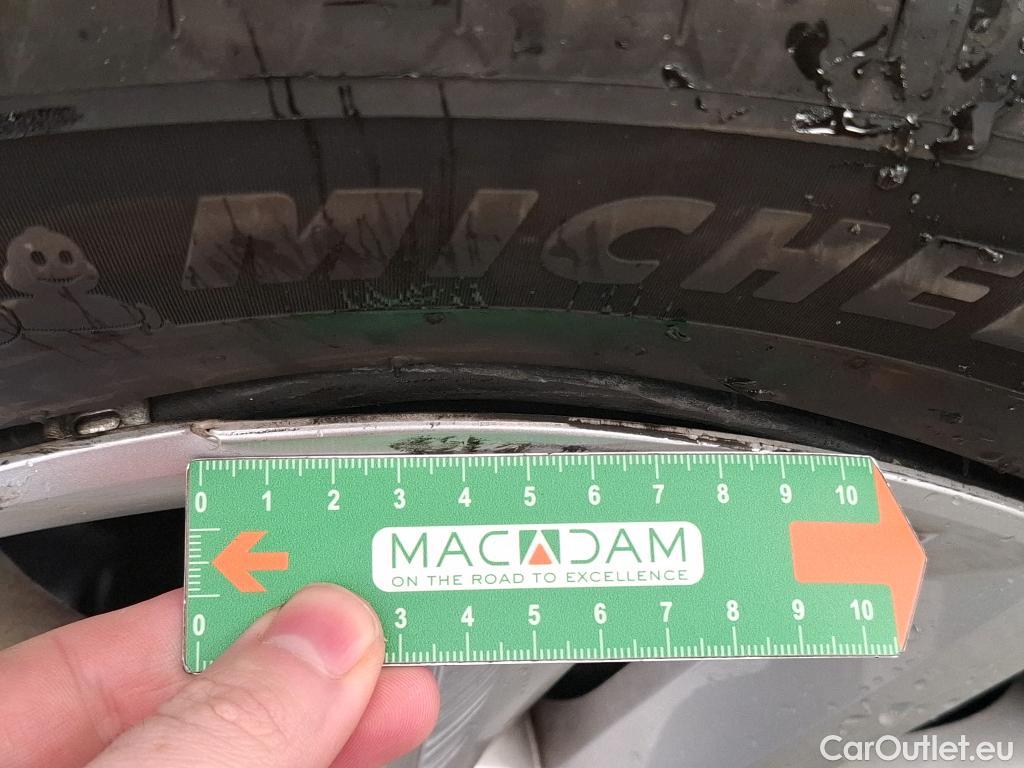 MICHE
0 1 2 3 4 5 6 7 8 9 10
MACADAM
ON THE ROAD TO EXCELLENCE
0 3 4 5 6 7 8 9 10
CarOutlet.eu